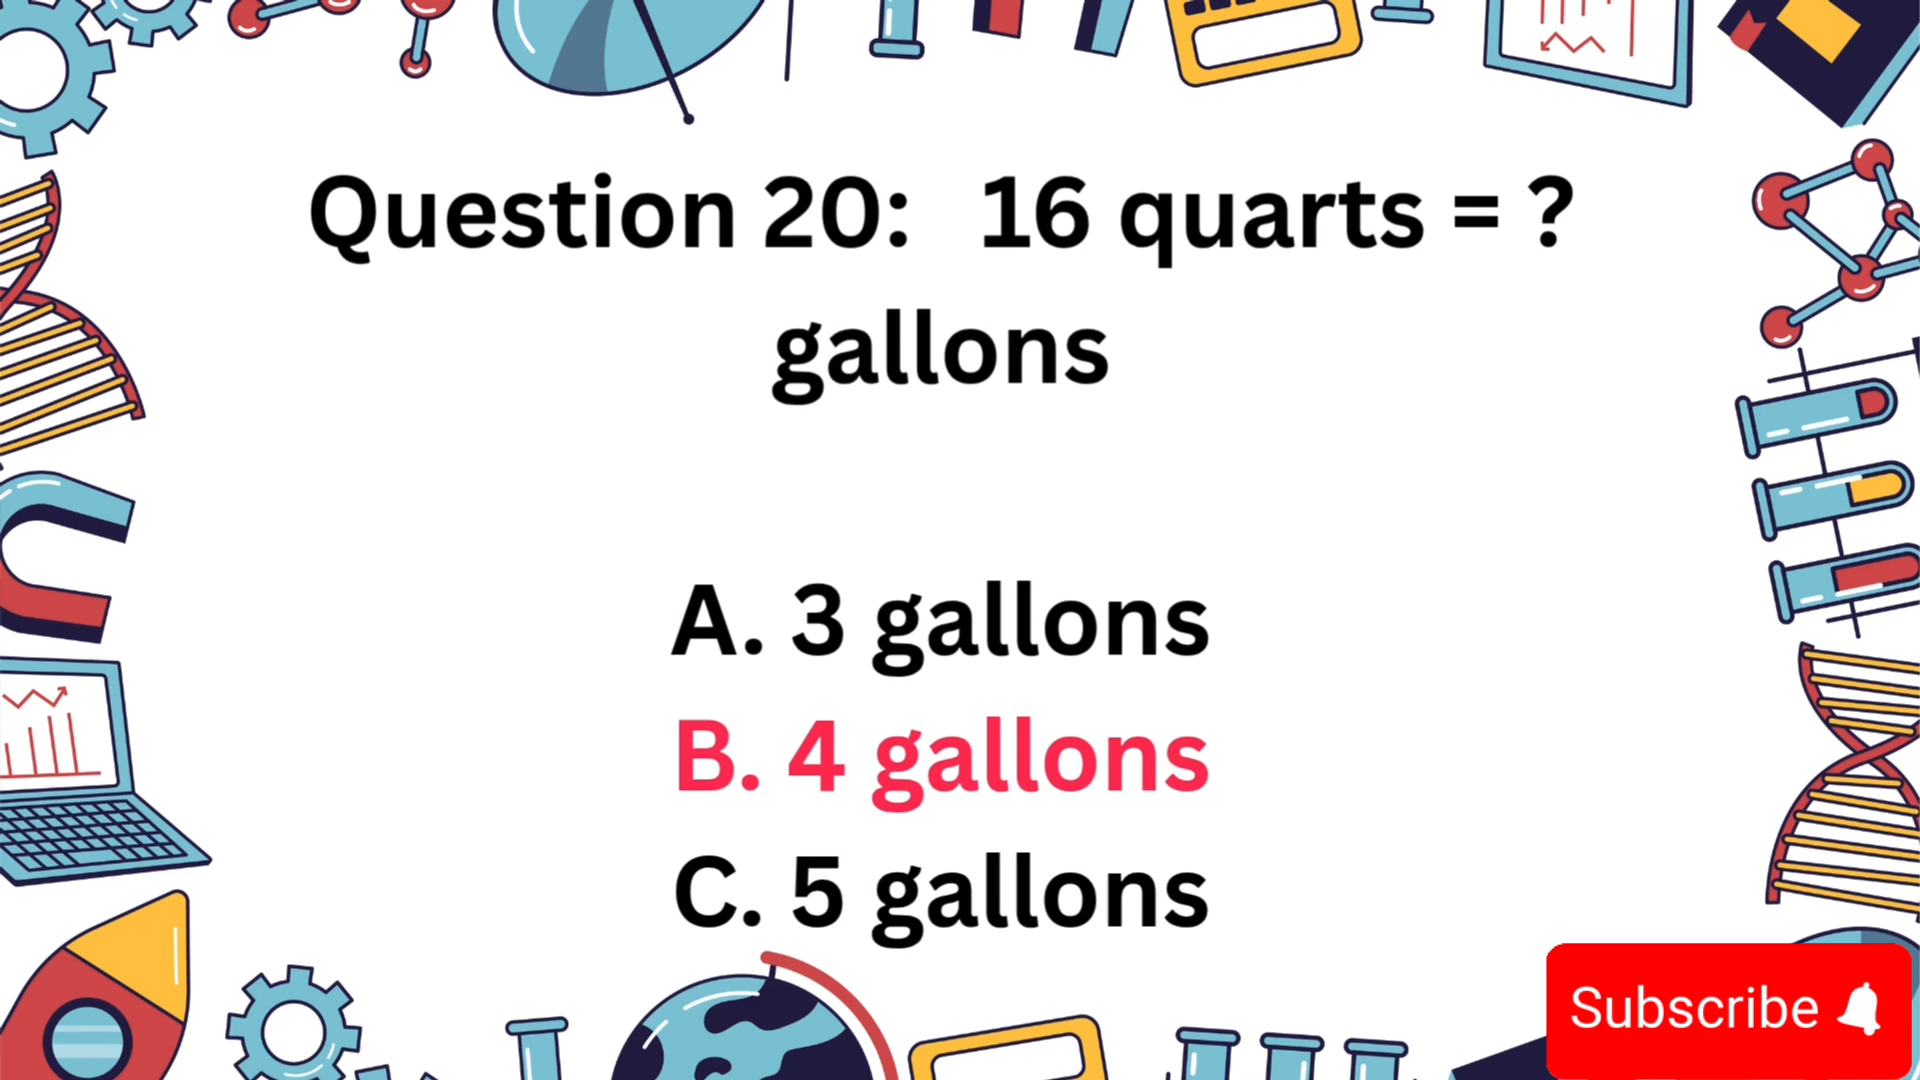 Question 20: 16 quarts = ?
gallons
A. 3 gallons
B. 4 gallons
C. 5 gallons
Subscribe